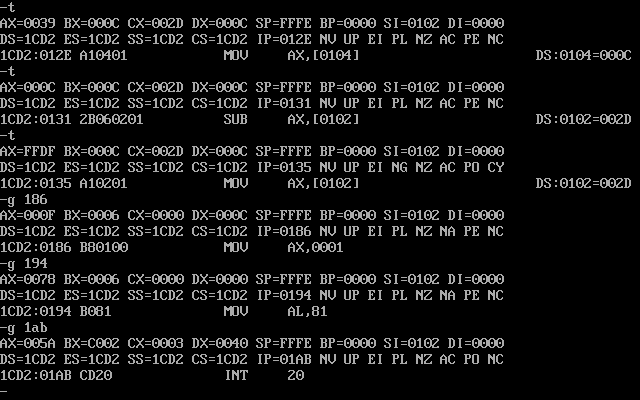 -t
AX=0039 BX=000C CX=002D DX=000C SP=FFFE BP=0000 SI=0102 DI=0000
DS=1CD2 ES=1CD2 SS=1CD2 CS=1CD2 IP=012E NV UP EI PL NZ AC PE NC
1CD2:012E A10401 MOV AX,[0104] DS:0104=000C
-t
AX=000C BX=000C CX=002D DX=000C SP=FFFE BP=0000 SI=0102 DI=0000
DS=1CD2 ES=1CD2 SS=1CD2 CS=1CD2 IP=0131 NV UP EI PL NZ AC PE NC
1CD2:0131 2B060201 SUB AX,[0102] DS:0102=002D
-t
AX=FFDF BX=000C CX=002D DX=000C SP=FFFE BP=0000 SI=0102 DI=0000
DS=1CD2 ES=1CD2 SS=1CD2 CS=1CD2 IP=0135 NV UP EI NG NZ AC PO CY
1CD2:0135 A10201 MOV AX,[0102] DS:0102=002D
-g 186
AX=000F BX=0006 CX=0000 DX=000C SP=FFFE BP=0000 SI=0102 DI=0000
DS=1CD2 ES=1CD2 SS=1CD2 CS=1CD2 IP=0186 NV UP EI PL NZ NA PE NC
1CD2:0186 B80100 MOV AX,0001
-g 194
AX=0078 BX=0006 CX=0000 DX=000C SP=FFFE BP=0000 SI=0102 DI=0000
DS=1CD2 ES=1CD2 SS=1CD2 CS=1CD2 IP=0194 NV UP EI PL NZ NA PE NC
1CD2:0194 B081 MOV AL,81
-g 1ab
AX=005A BX=C002 CX=0003 DX=0040 SP=FFFE BP=0000 SI=0102 DI=0000
DS=1CD2 ES=1CD2 SS=1CD2 CS=1CD2 IP=01AB NV UP EI PL NZ AC PO NC
1CD2:01AB CD20 INT 20
-